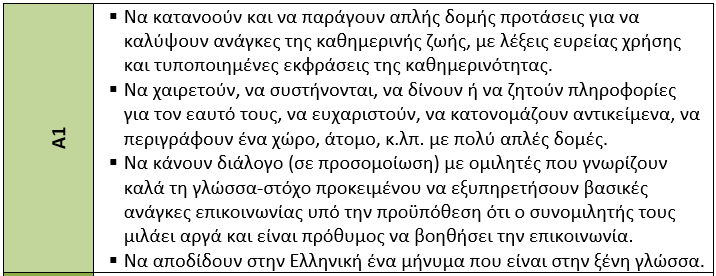 Α1
▪ Να κατανοούν και να παράγουν απλής δομής προτάσεις για να
καλύψουν ανάγκες της καθημερινής ζωής, με λέξεις ευρείας χρήσης
και τυποποιημένες εκφράσεις της καθημερινότητας.
▪ Να χαιρετούν, να συστήνονται, να δίνουν ή να ζητούν πληροφορίες
για τον εαυτό τους, να ευχαριστούν, να κατονομάζουν αντικείμενα, να
περιγράφουν ένα χώρο, άτομο, κ.λπ. με πολύ απλές δομές.
▪ Να κάνουν διάλογο (σε προσομοίωση) με ομιλητές που γνωρίζουν
καλά τη γλώσσα-στόχο προκειμένου να εξυπηρετήσουν βασικές
ανάγκες επικοινωνίας υπό την προϋπόθεση ότι ο συνομιλητής τους
μιλάει αργά και είναι πρόθυμος να βοηθήσει την επικοινωνία.
▪ Να αποδίδουν στην Ελληνική ένα μήνυμα που είναι στην ξένη γλώσσα.